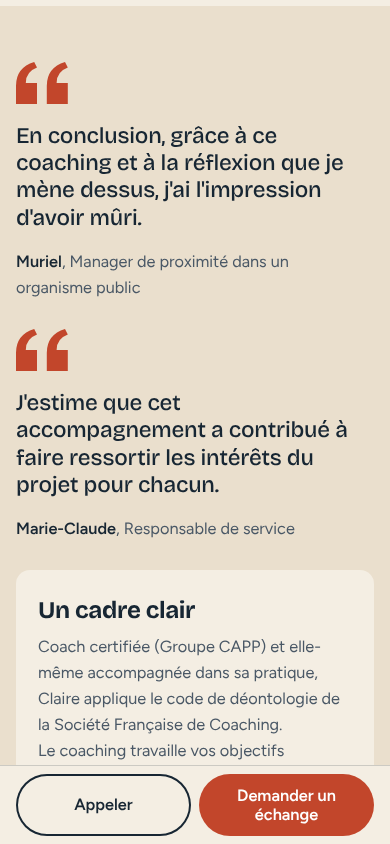 En conclusion, grâce à ce
coaching et à la réflexion que je
mène dessus, j'ai l'impression
d'avoir mûri.
Muriel, Manager de proximité dans un
organisme public
J'estime que cet
accompagnement a contribué à
faire ressortir les intérêts du
projet pour chacun.
Marie-Claude, Responsable de service
Un cadre clair
Coach certifiée (Groupe CAPP) et elle-
même accompagnée dans sa pratique,
Claire applique le code de déontologie de
la Société Française de Coaching.
Le coaching travaille vos objectifs
Appeler
Demander un
échange